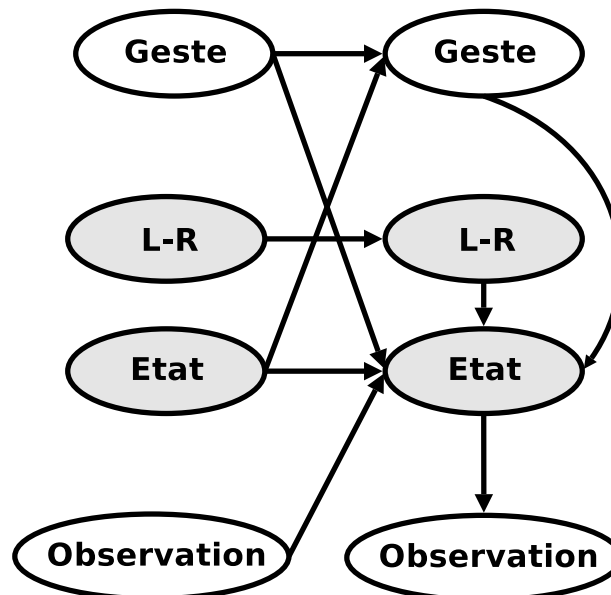 Geste
Geste
L-R
L-R
Etat
Etat
Observation
Observation